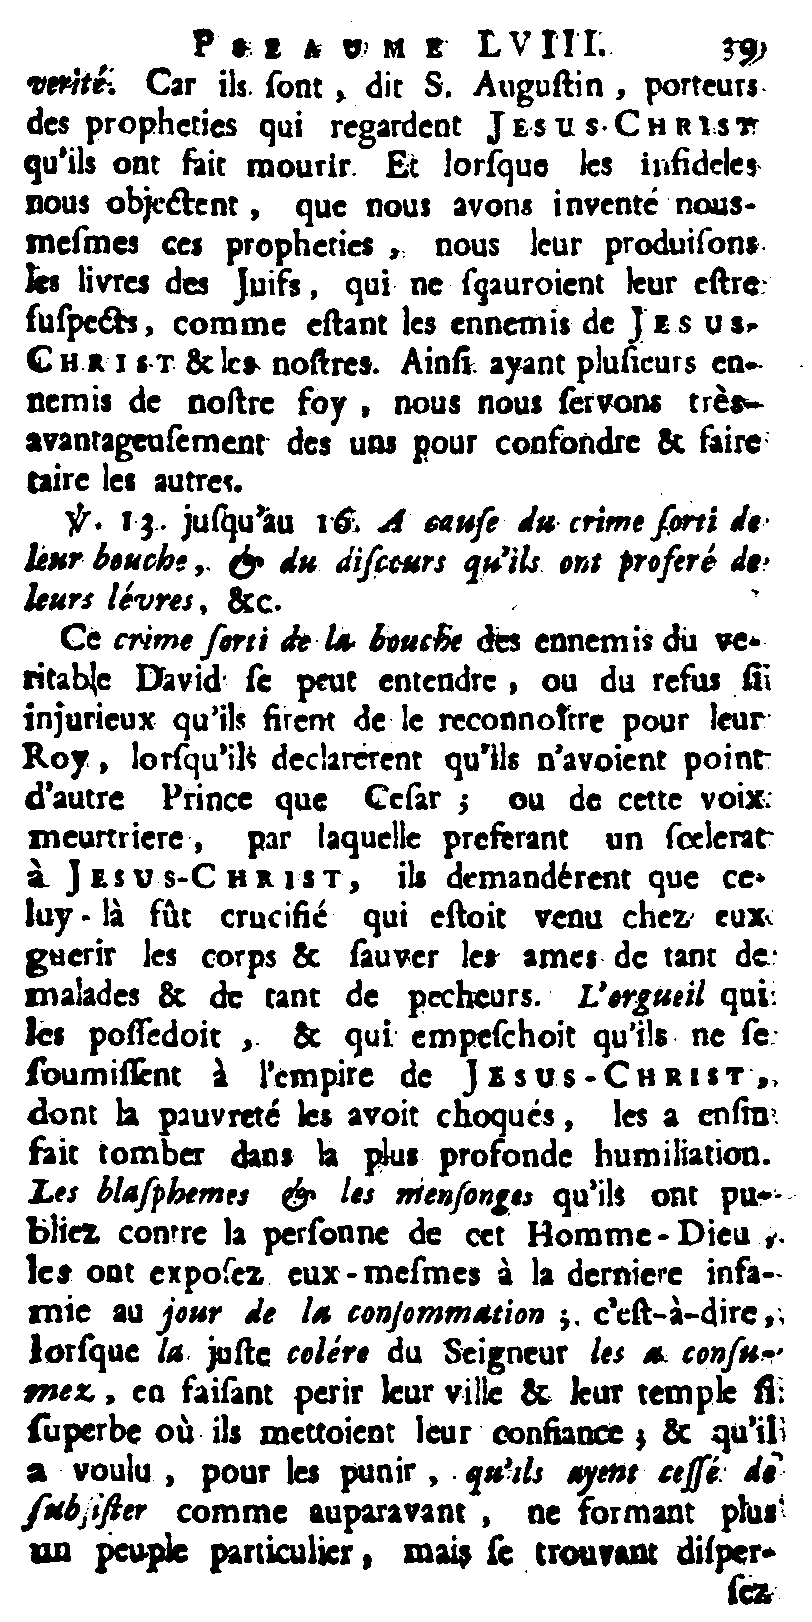 PSEAUME LVIII. 39
verité. Car ils sont, dit S. Augustin, porteurs
des propheties qui regardent JESUS-CHRIST
qu'ils ont fait mourir. Et lorsque les infideles
nous objectent, que nous avons inventé nous-
mesmes ces propheties, nous leur produisons
les livres des Juifs, qui ne sçauroient leur estre
suspects, comme estant les ennemis de JESUS-
CHRIST & les nostres. Ainsi ayant plusieurs en-
nemis de nostre foy, nous nous servons très-
avantageusement des uns pour confondre & faire
taire les autres.
℣. 13. jusqu'au 16. A cause du crime sorti de
leur bouche, & du discours qu'ils ont proferé de
leurs lévres, &c.
Ce crime sorti de la bouche des ennemis du ve-
ritable David se peut entendre, ou du refus si
injurieux qu'ils firent de le reconnoître pour leur
Roy, lorsqu'ils declarerent qu'ils n'avoient point
d'autre Prince que Cesar; ou de cette voix
meurtriere, par laquelle preferant un scelerat
à JESUS-CHRIST, ils demandérent que ce-
luy-là fût crucifié qui estoit venu chez eux
guerir les corps & sauver les ames de tant de
malades & de tant de pecheurs. L'orgueil qui
les possedoit, & qui empeschoit qu'ils ne se
soumissent à l'empire de JESUS-CHRIST,
dont la pauvreté les avoit choqués, les a enfin
fait tomber dans la plus profonde humiliation.
Les blasphemes & les mensonges qu'ils ont pu-
bliez contre la personne de cet Homme-Dieu,
les ont exposez eux-mesmes à la derniere infa-
mie au jour de la consommation; c'est-à-dire,
lorsque la juste colére du Seigneur les a consu-
mez, en faisant perir leur ville & leur temple si
superbe où ils mettoient leur confiance; & qu'il
a voulu, pour les punir, qu'ils ayent cessé de
subsister comme auparavant, ne formant plus
un peuple particulier, mais se trouvant disper-
sez